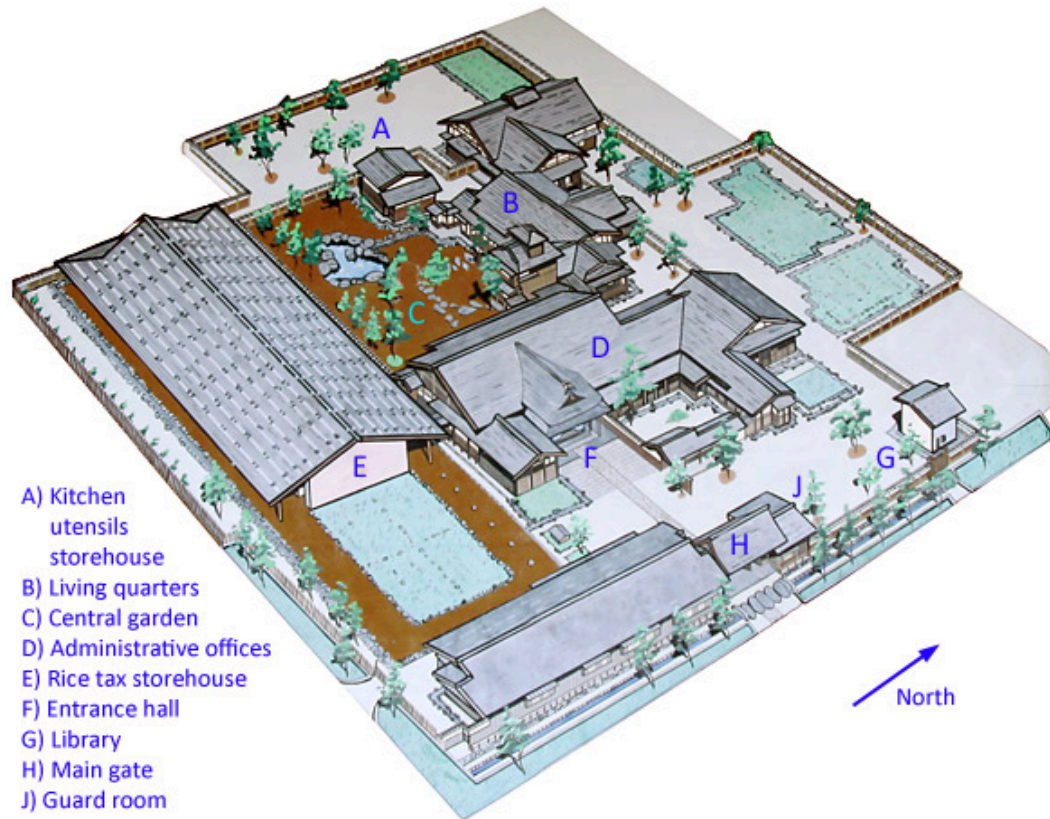 A
B
C
D
E
F
G
J
H
A) Kitchen
utensils
storehouse
B) Living quarters
C) Central garden
D) Administrative offices
E) Rice tax storehouse
F) Entrance hall
G) Library
H) Main gate
J) Guard room
North